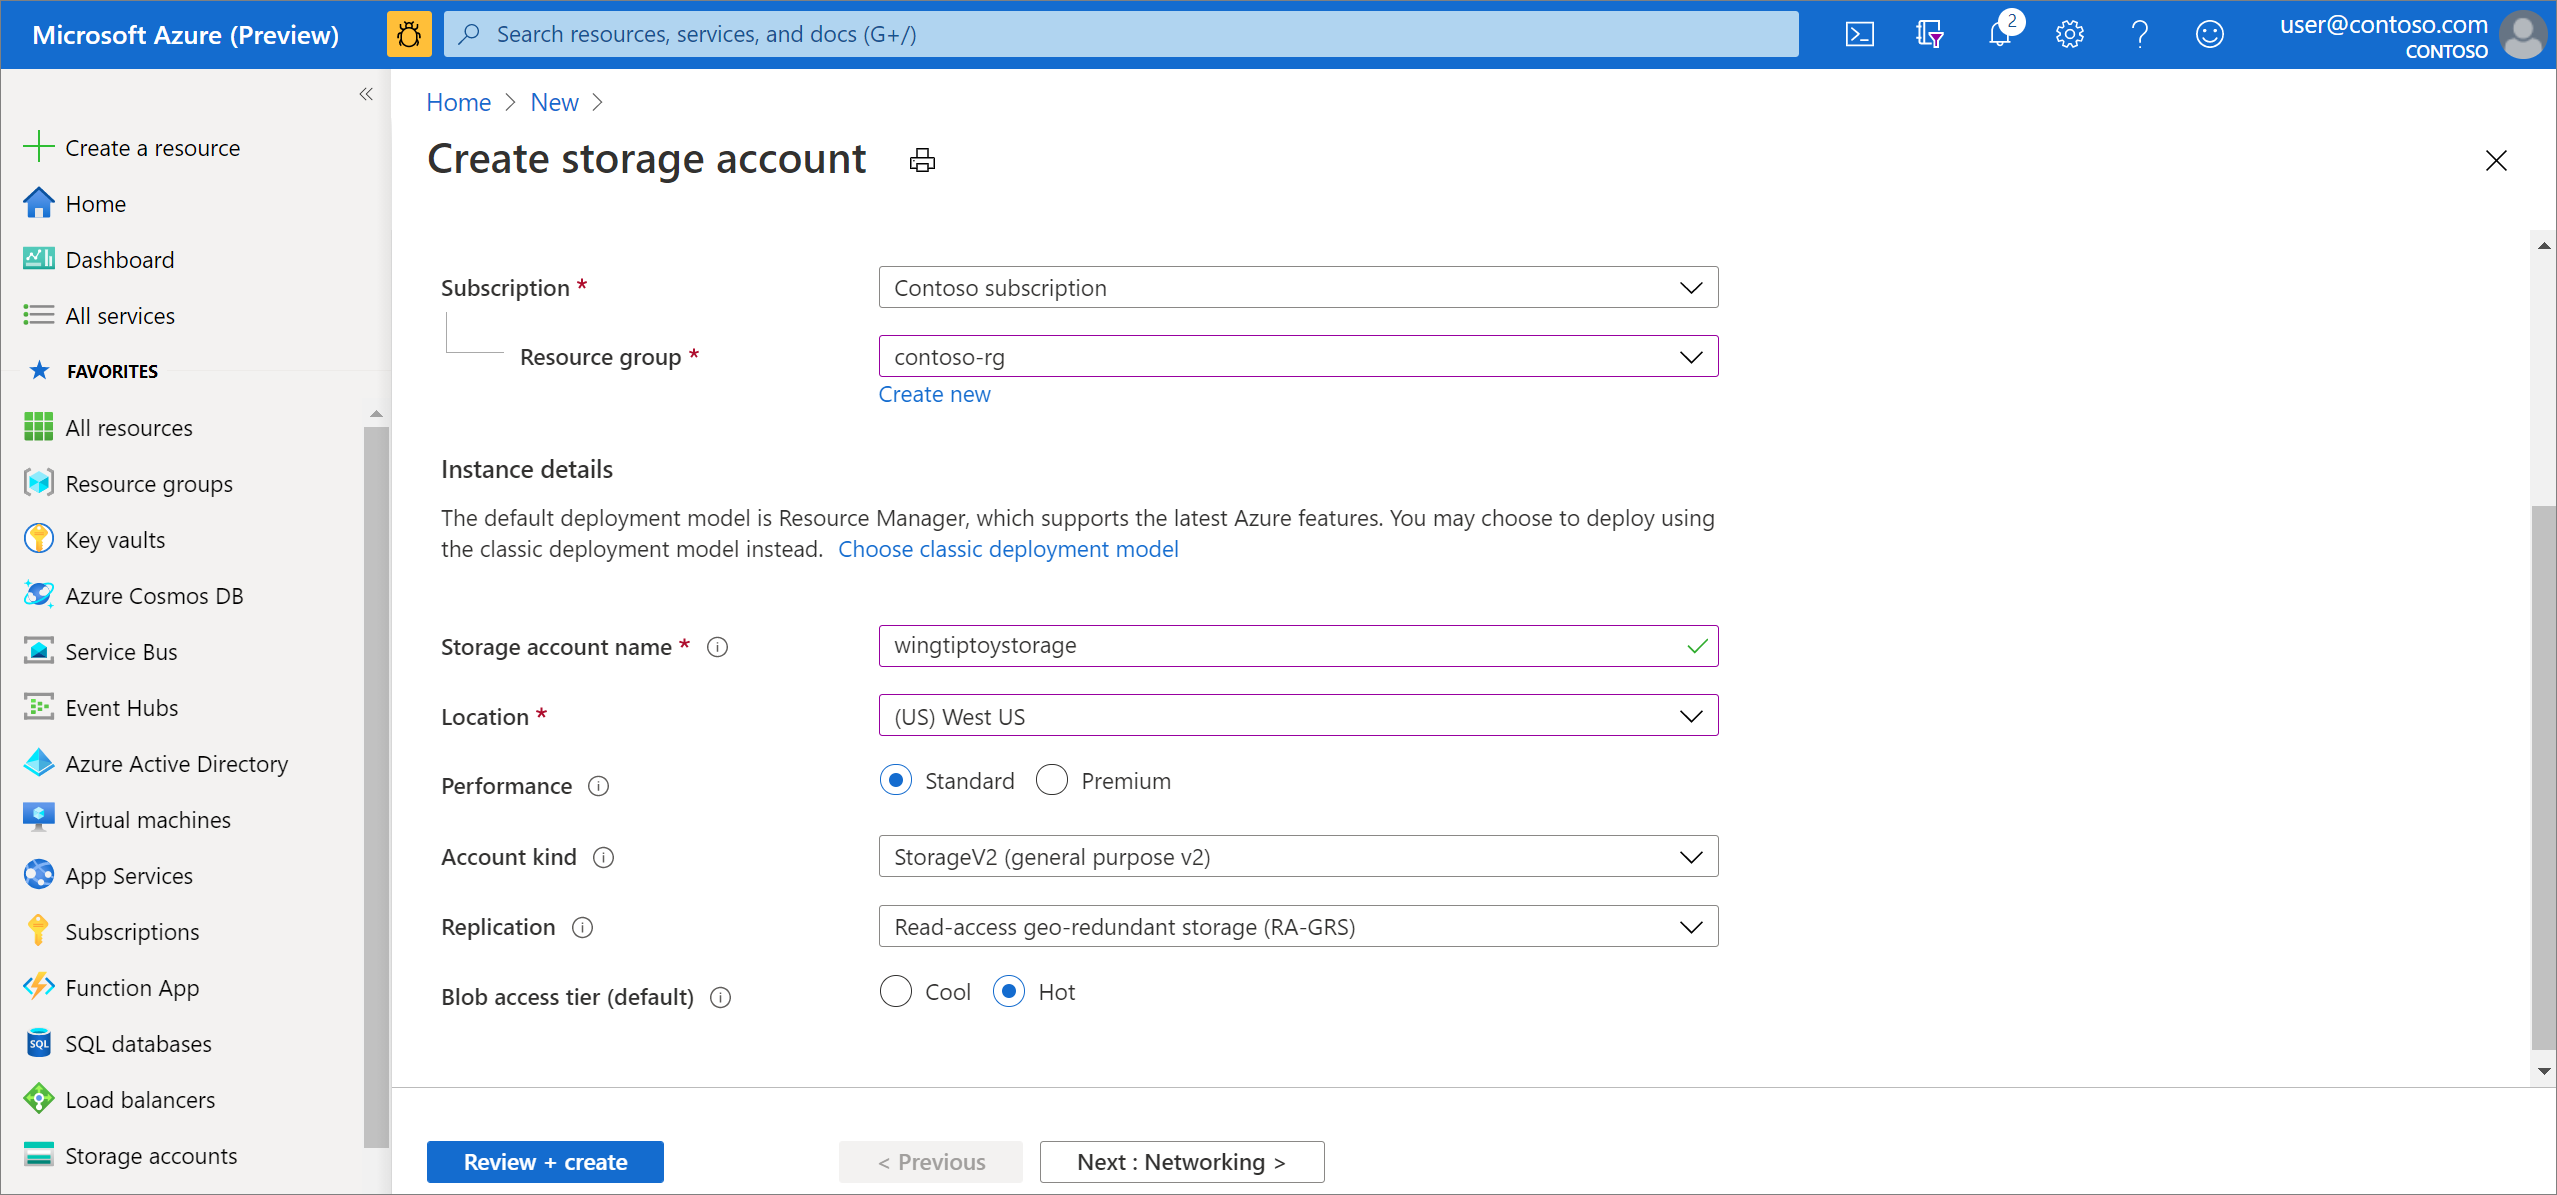 Microsoft Azure (Preview)
Search resources, services, and docs (G+/)
2
user@contoso.com
CONTOSO
Create a resource
Home
Dashboard
All services
FAVORITES
All resources
Resource groups
Key vaults
Azure Cosmos DB
Service Bus
Event Hubs
Azure Active Directory
Virtual machines
App Services
Subscriptions
Function App
SQL
SQL databases
Load balancers
Storage accounts
Home > New >
Create storage account
Subscription *
Contoso subscription
Resource group *
contoso-rg
Create new
Instance details
The default deployment model is Resource Manager, which supports the latest Azure features. You may choose to deploy using
the classic deployment model instead. Choose classic deployment model
Storage account name *
wingtiptoystorage
Location *
(US) West US
Performance
Standard Premium
Account kind
StorageV2 (general purpose v2)
Replication
Read-access geo-redundant storage (RA-GRS)
Blob access tier (default)
Cool Hot
Review + create
< Previous
Next : Networking >